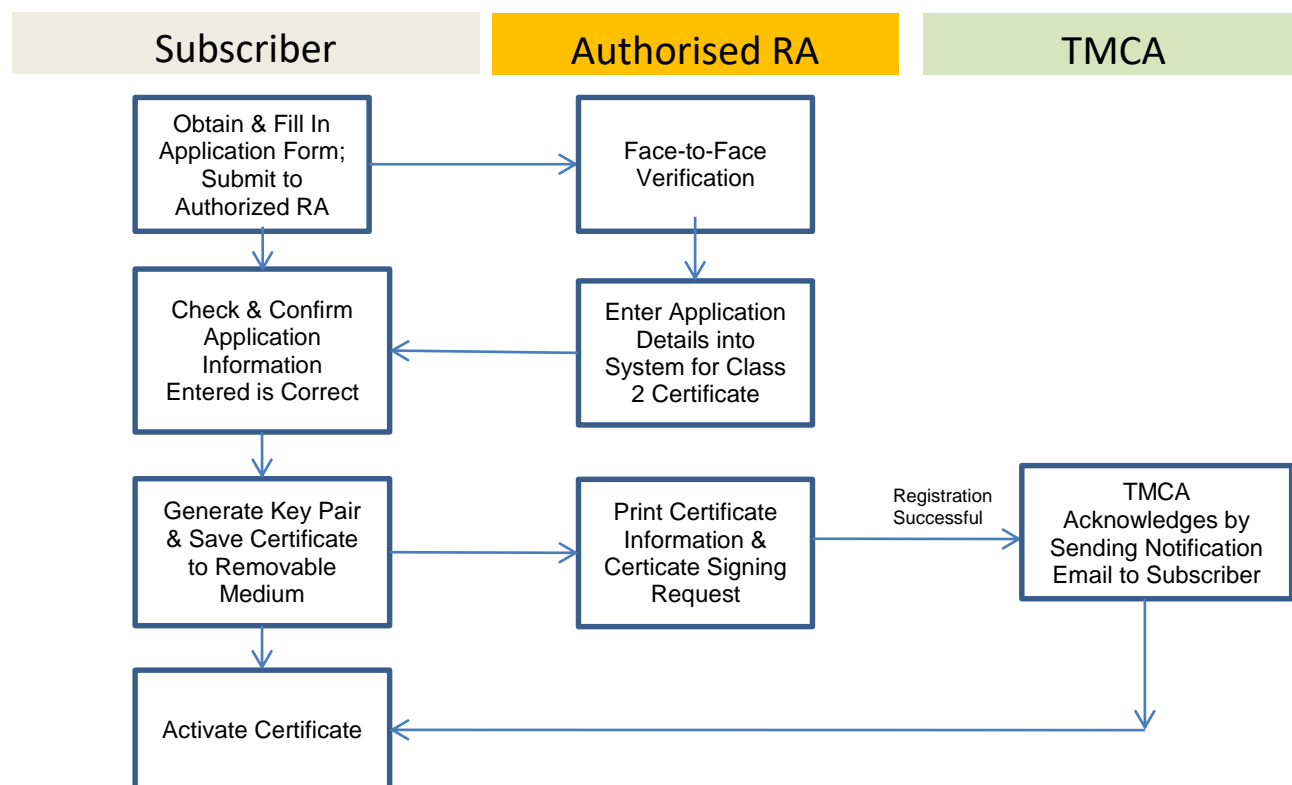 Subscriber
Authorised RA
TMCA
Obtain & Fill In
Application Form;
Submit to
Authorized RA
Face-to-Face
Verification
Check & Confirm
Application
Information
Entered is Correct
Enter Application
Details into
System for Class
2 Certificate
Generate Key Pair
& Save Certificate
to Removable
Medium
Print Certificate
Information &
Certicate Signing
Request
Registration
Successful
TMCA
Acknowledges by
Sending Notification
Email to Subscriber
Activate Certificate